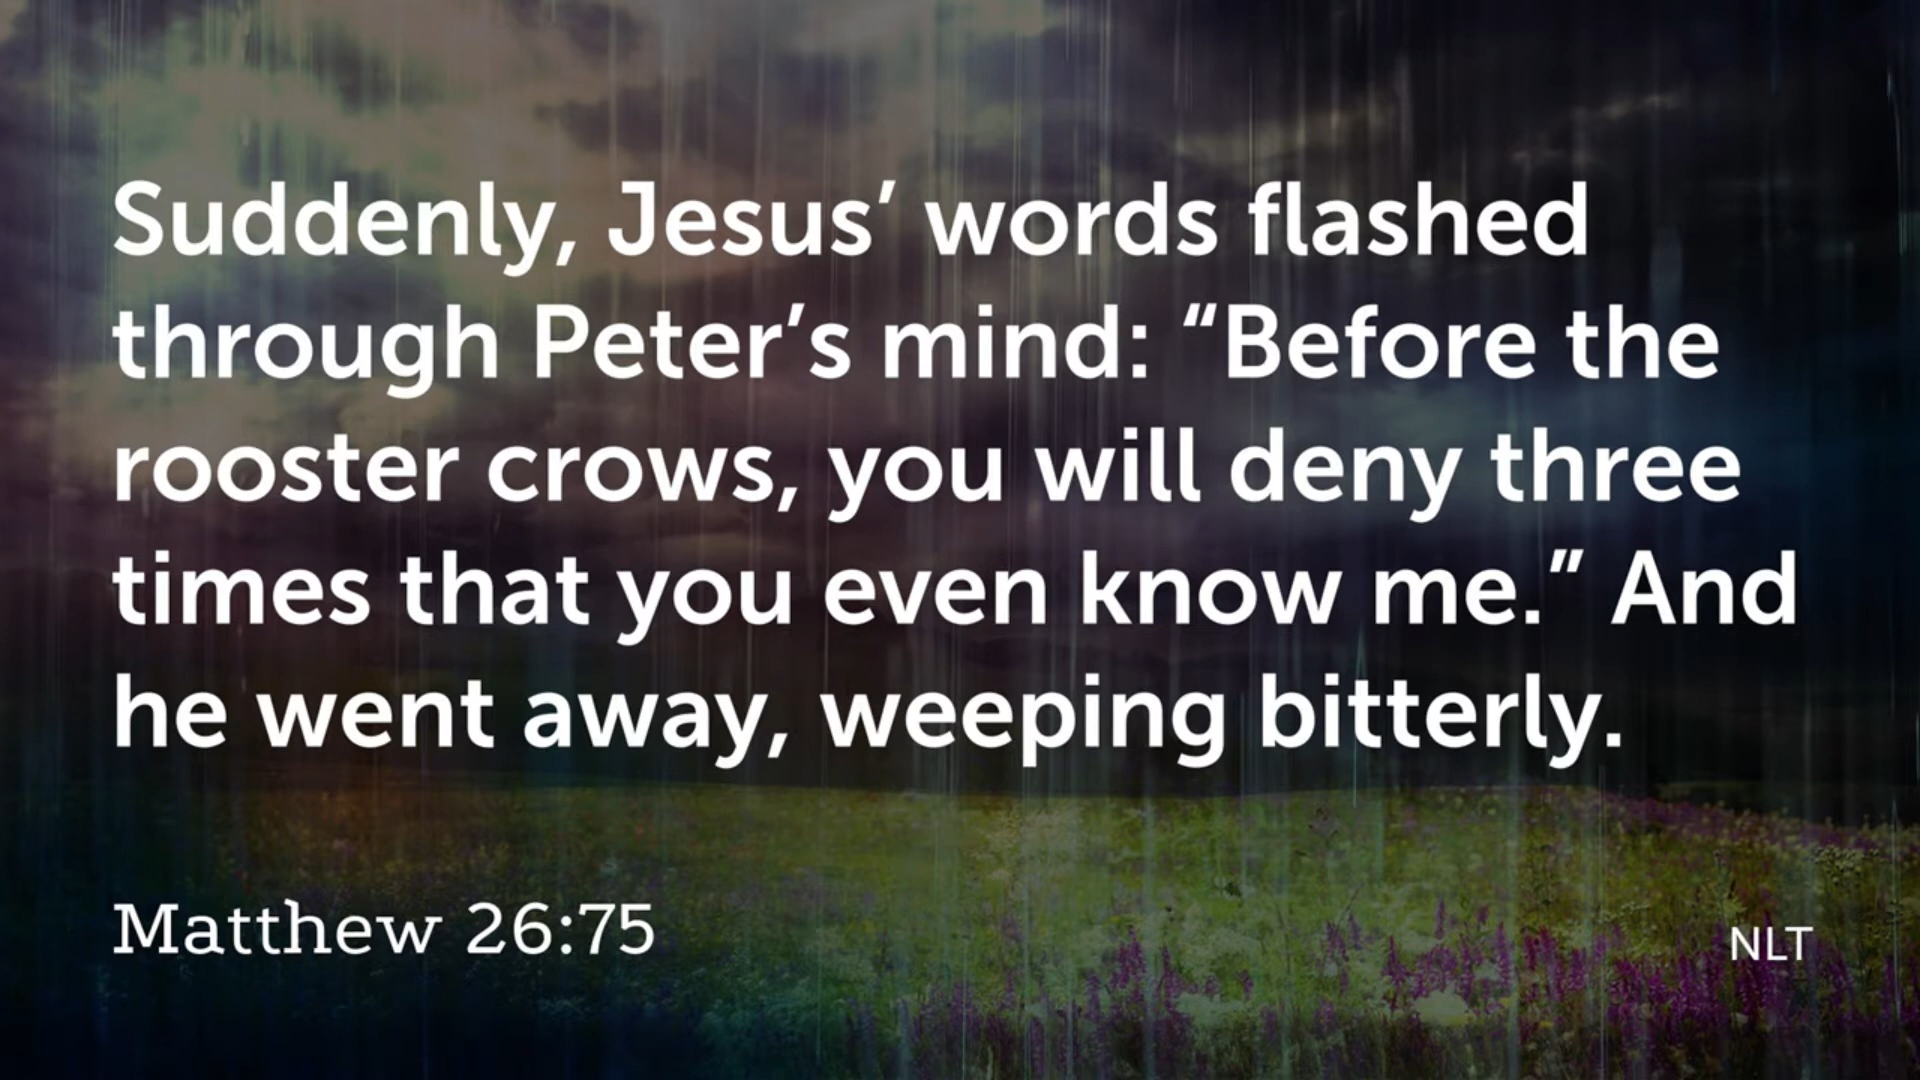 Suddenly, Jesus’ words flashed
through Peter’s mind: “Before the
rooster crows, you will deny three
times that you even know me.” And
he went away, weeping bitterly.
Matthew 26:75
NLT